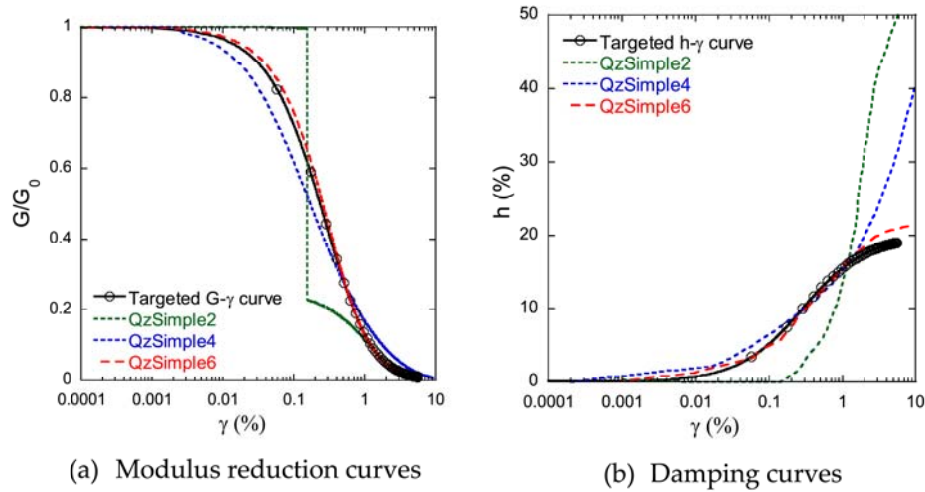 1
0.8
0.6
0.4
0.2
0
G/G0
Targeted G-γ curve
QzSimple2
QzSimple4
QzSimple6
0.0001 0.001 0.01 0.1 1 10
γ (%)
(a) Modulus reduction curves
50
40
30
20
10
0
h (%)
Targeted h-γ curve
QzSimple2
QzSimple4
QzSimple6
0.0001 0.001 0.01 0.1 1 10
γ (%)
(b) Damping curves